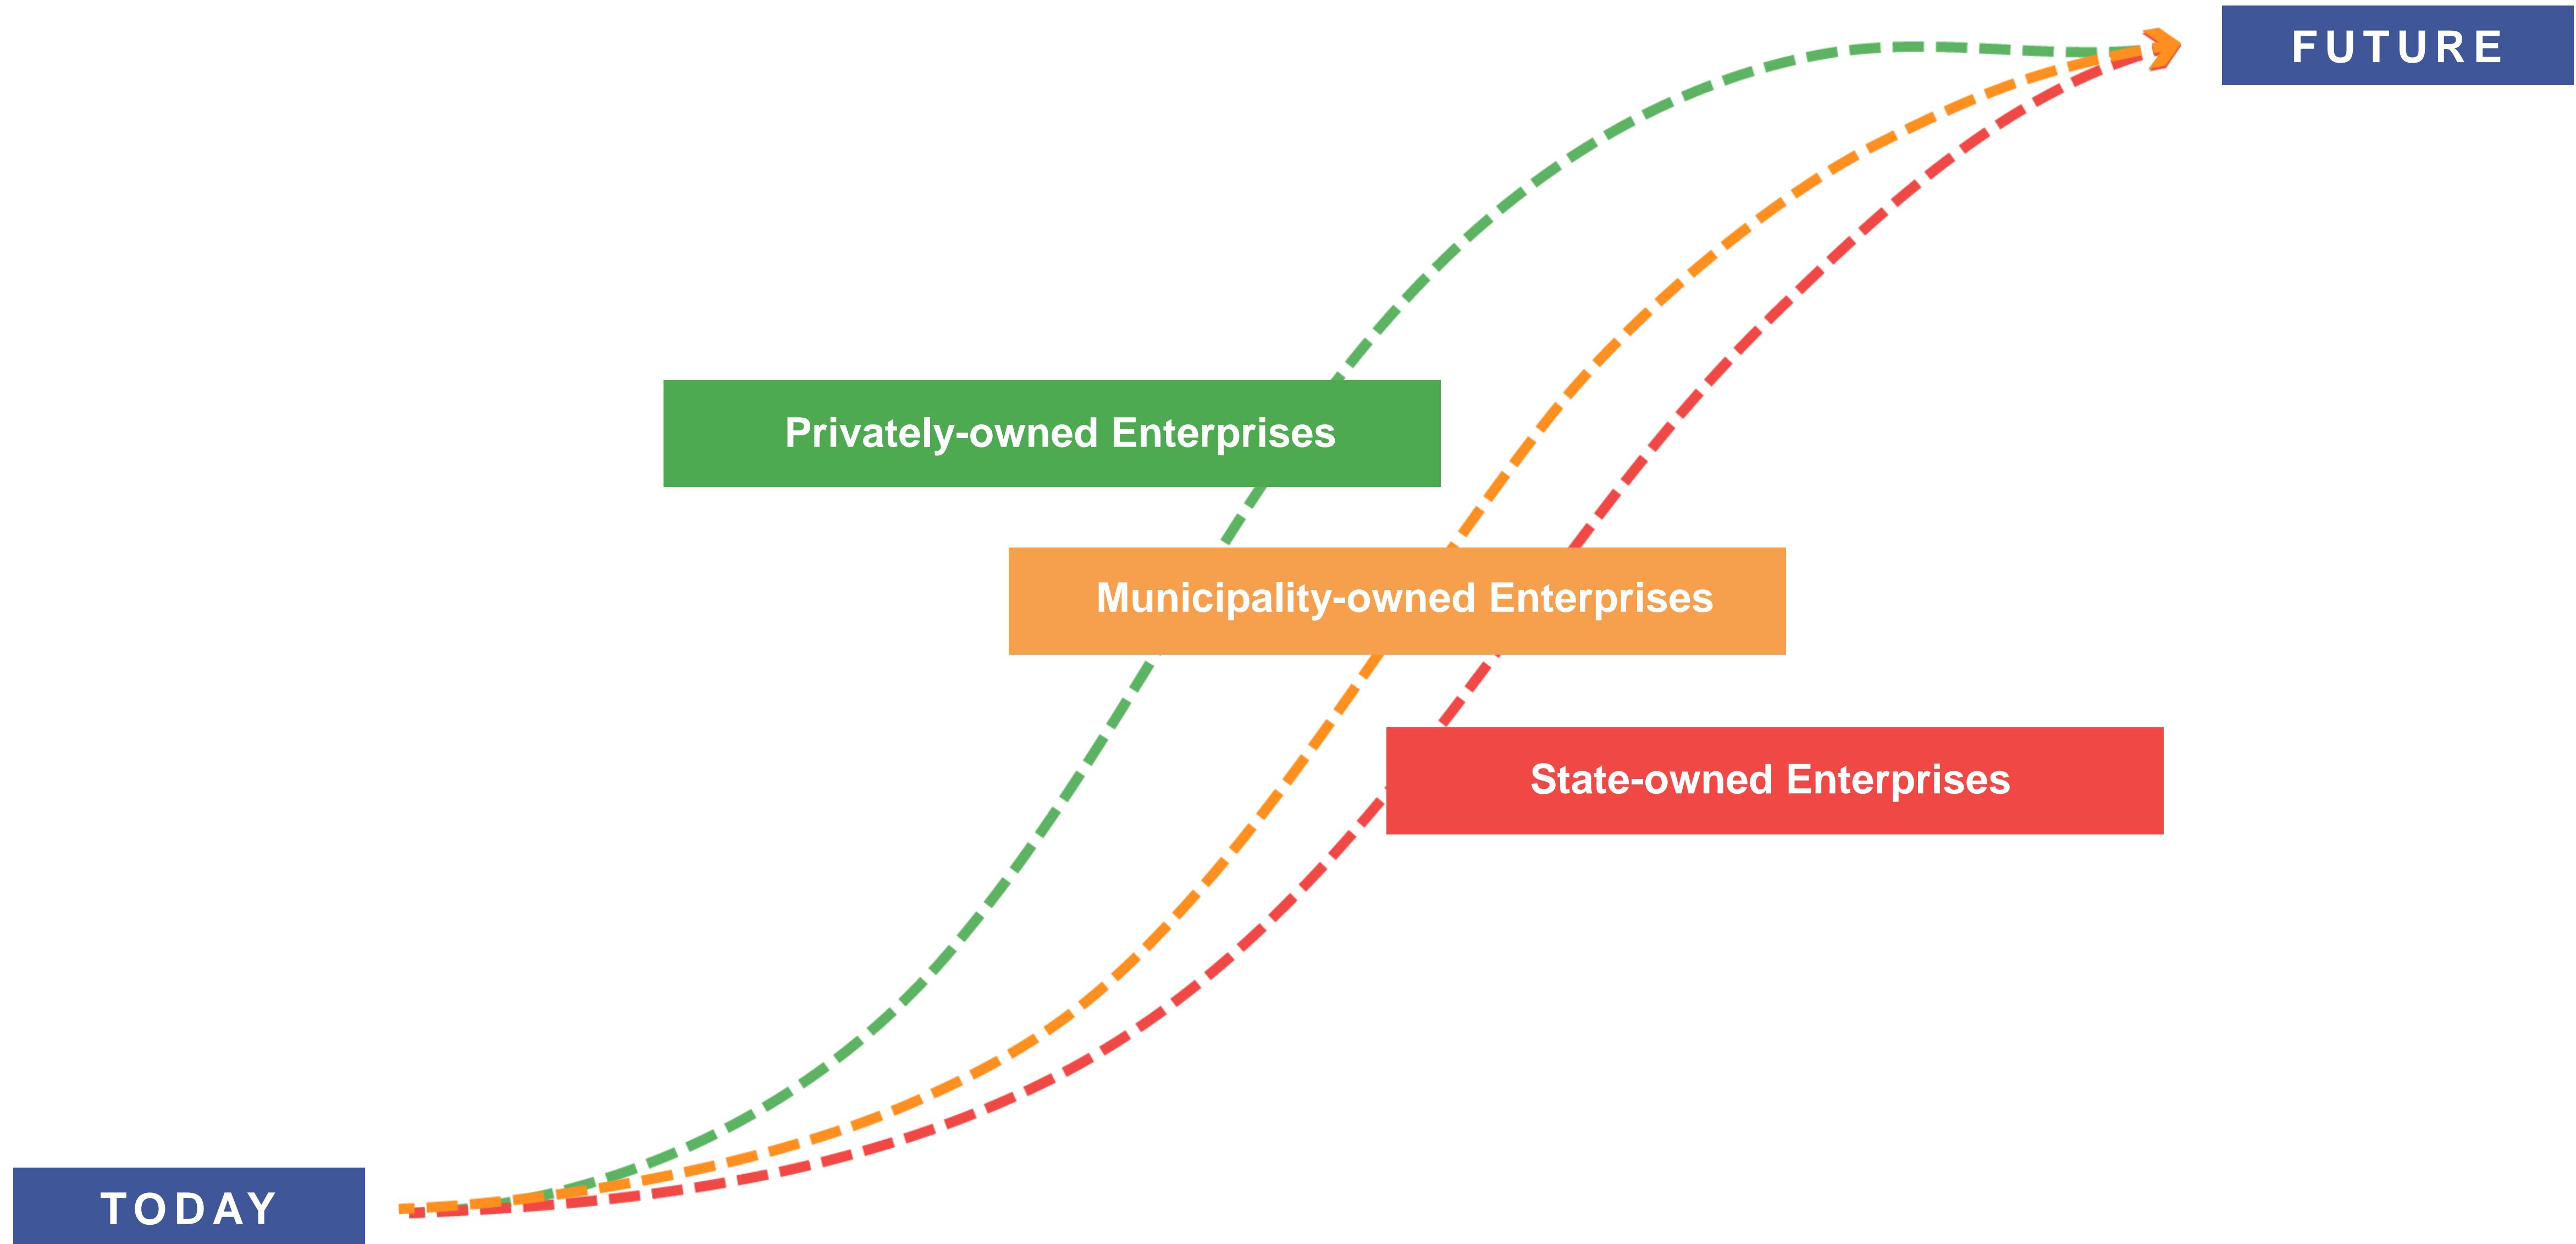 FUTURE
Privately-owned Enterprises
Municipality-owned Enterprises
State-owned Enterprises
TODAY